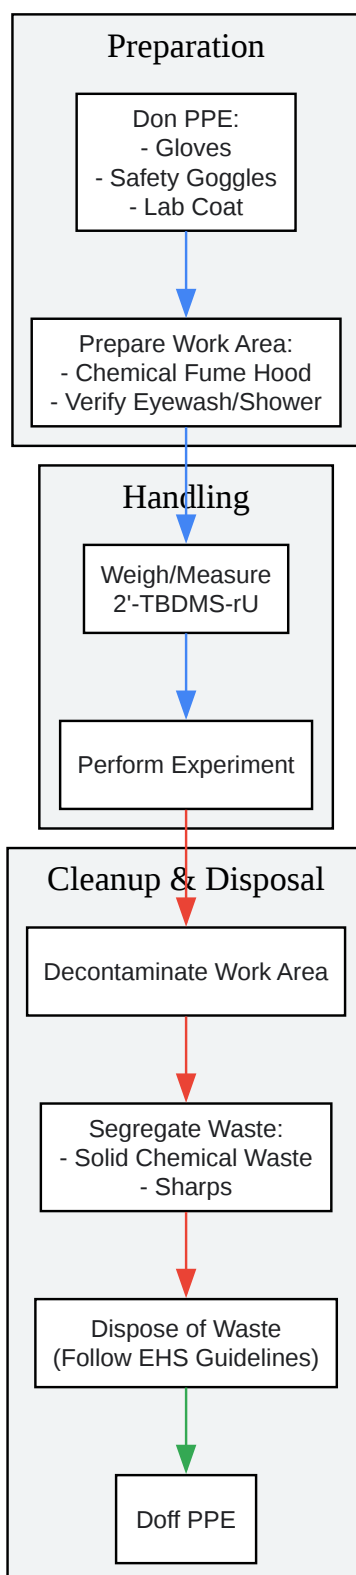 Preparation
Don PPE:
- Gloves
- Safety Goggles
- Lab Coat
Prepare Work Area:
- Chemical Fume Hood
- Verify Eyewash/Shower
Handling
Weigh/Measure
2'-TBDMS-rU
Perform Experiment
Cleanup & Disposal
Decontaminate Work Area
Segregate Waste:
- Solid Chemical Waste
- Sharps
Dispose of Waste
(Follow EHS Guidelines)
Doff PPE